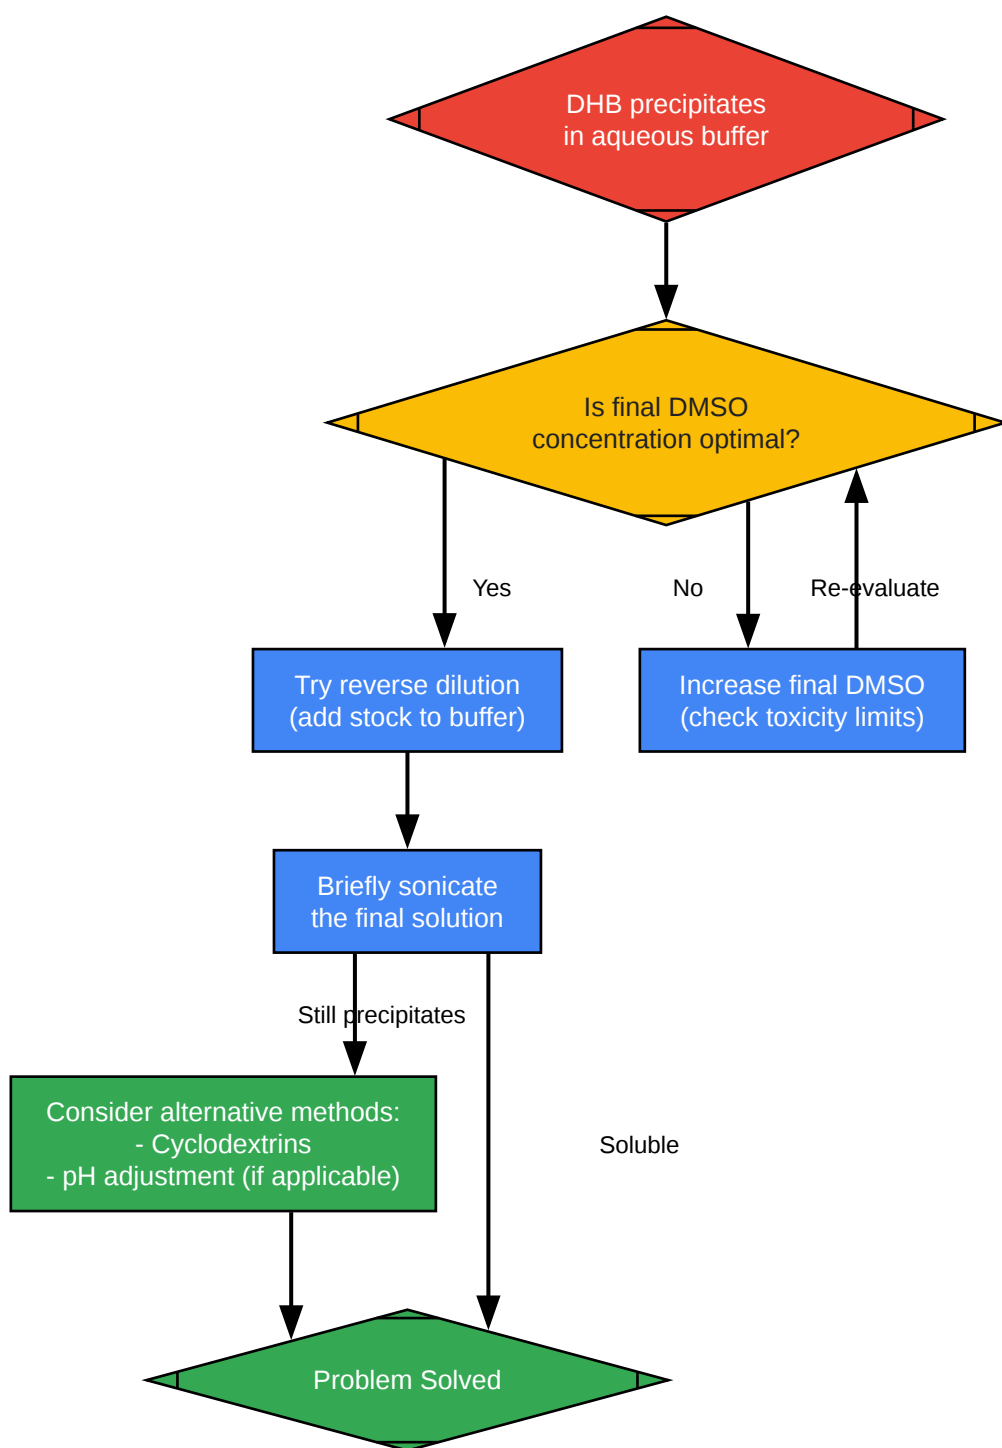 DHB precipitates
in aqueous buffer
Is final DMSO
concentration optimal?
Yes
No
Re-evaluate
Try reverse dilution
(add stock to buffer)
Increase final DMSO
(check toxicity limits)
Briefly sonicate
the final solution
Still precipitates
Consider alternative methods:
- Cyclodextrins
- pH adjustment (if applicable)
Soluble
Problem Solved